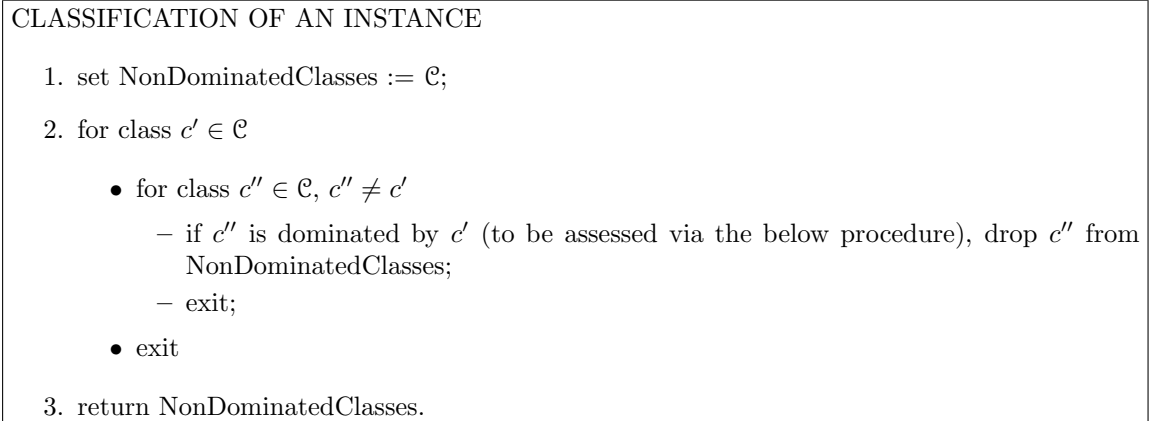 CLASSIFICATION OF AN INSTANCE
1. set NonDominatedClasses := 𝒞;
2. for class c′ ∈ 𝒞
• for class c′′ ∈ 𝒞, c′′ ≠ c′
– if c′′ is dominated by c′ (to be assessed via the below procedure), drop c′′ from
NonDominatedClasses;
– exit;
• exit
3. return NonDominatedClasses.